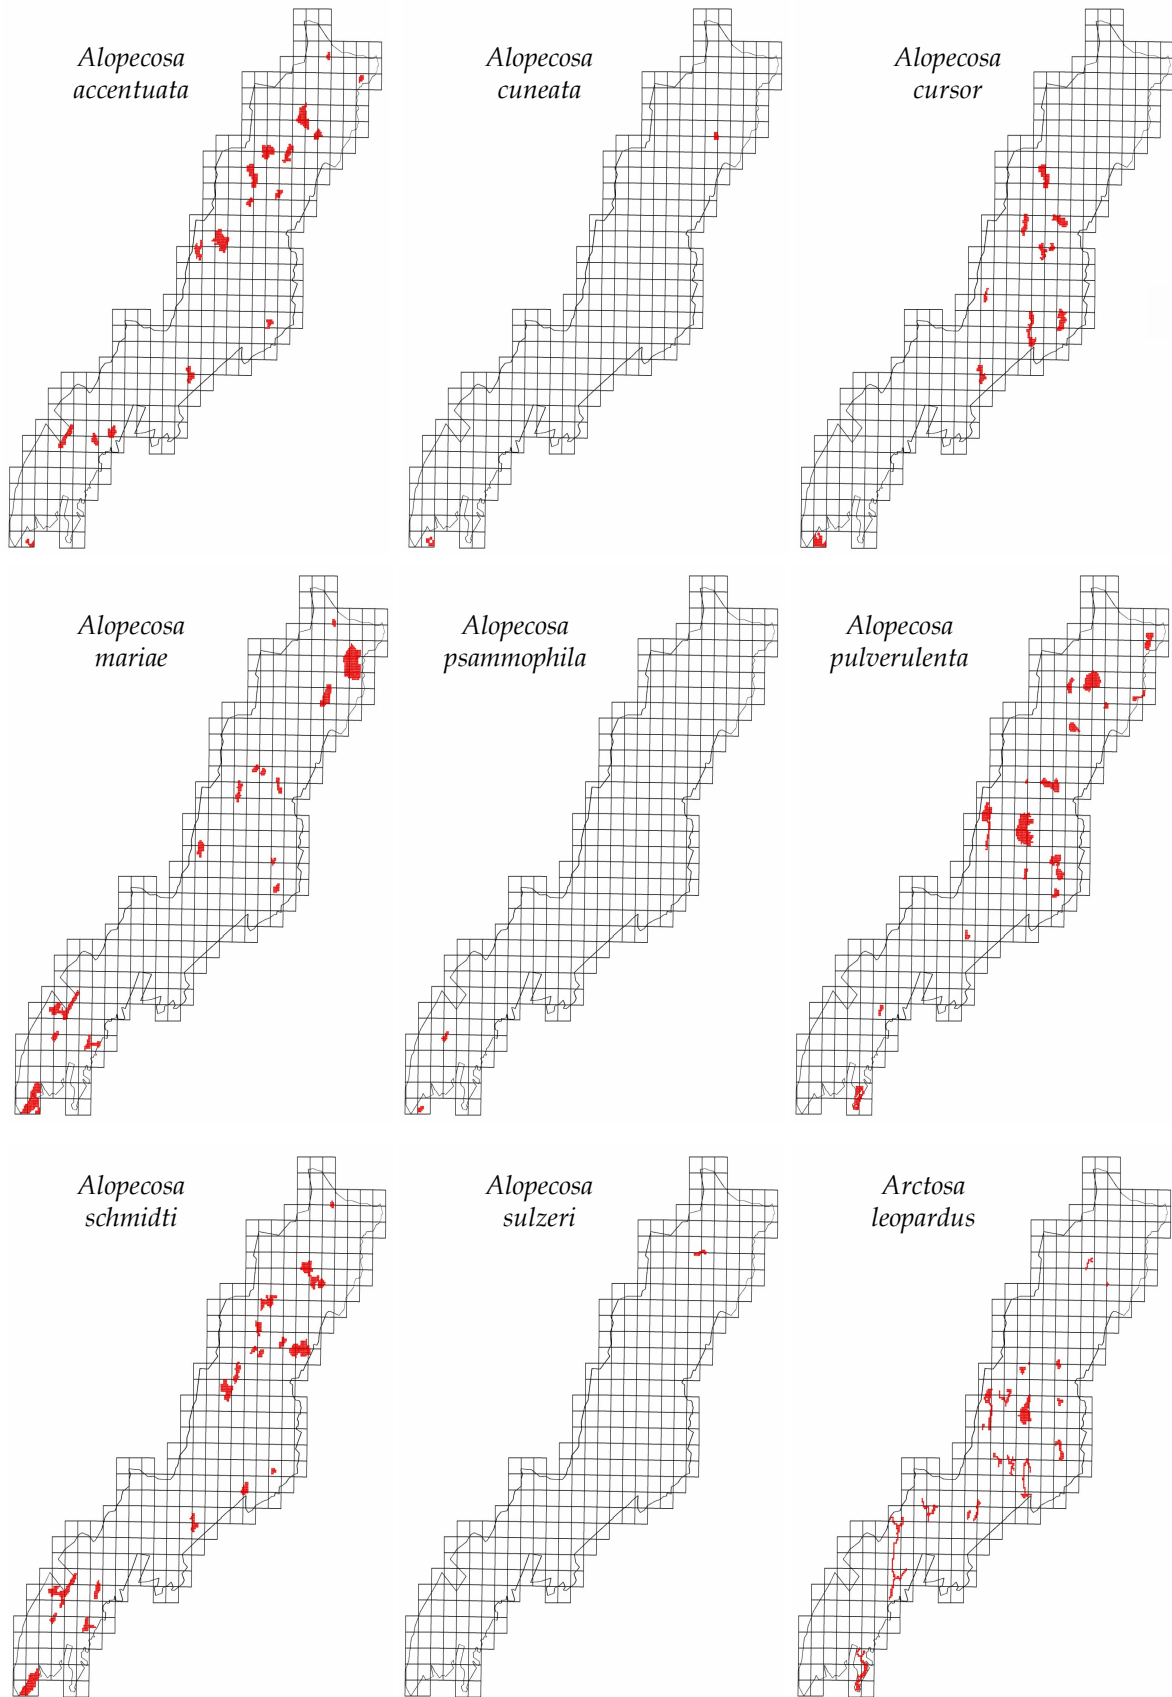 Alopecosa
accentuata
Alopecosa
cuneata
Alopecosa
cursor
Alopecosa
mariae
Alopecosa
psammophila
Alopecosa
pulverulenta
Alopecosa
schmidti
Alopecosa
sulzeri
Arctosa
leopardus